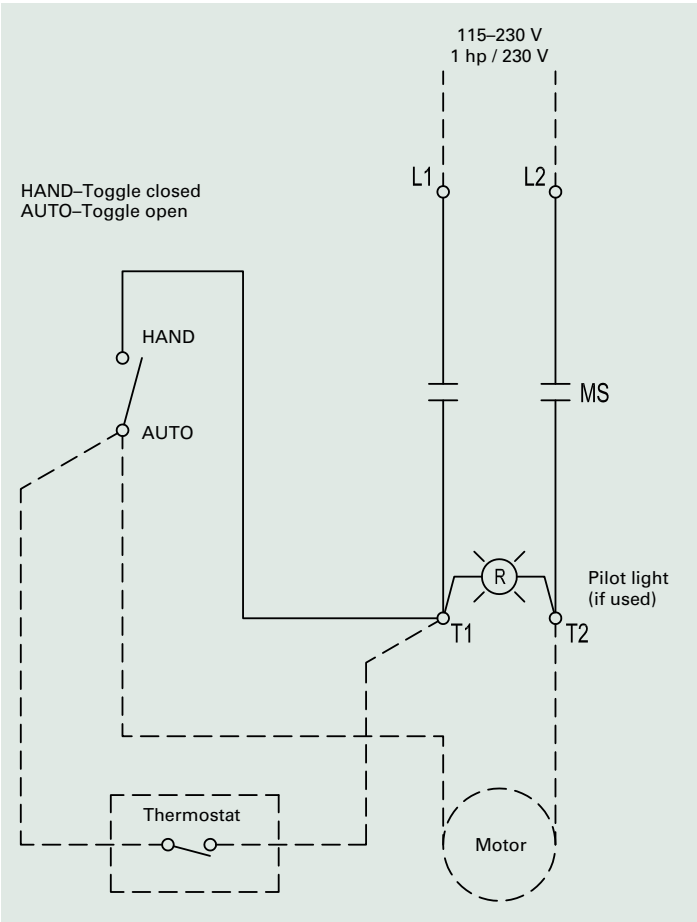 115–230 V
1 hp / 230 V
L1
L2
HAND–Toggle closed
AUTO–Toggle open
HAND
MS
AUTO
R
Pilot light
(if used)
T1
T2
Thermostat
Motor